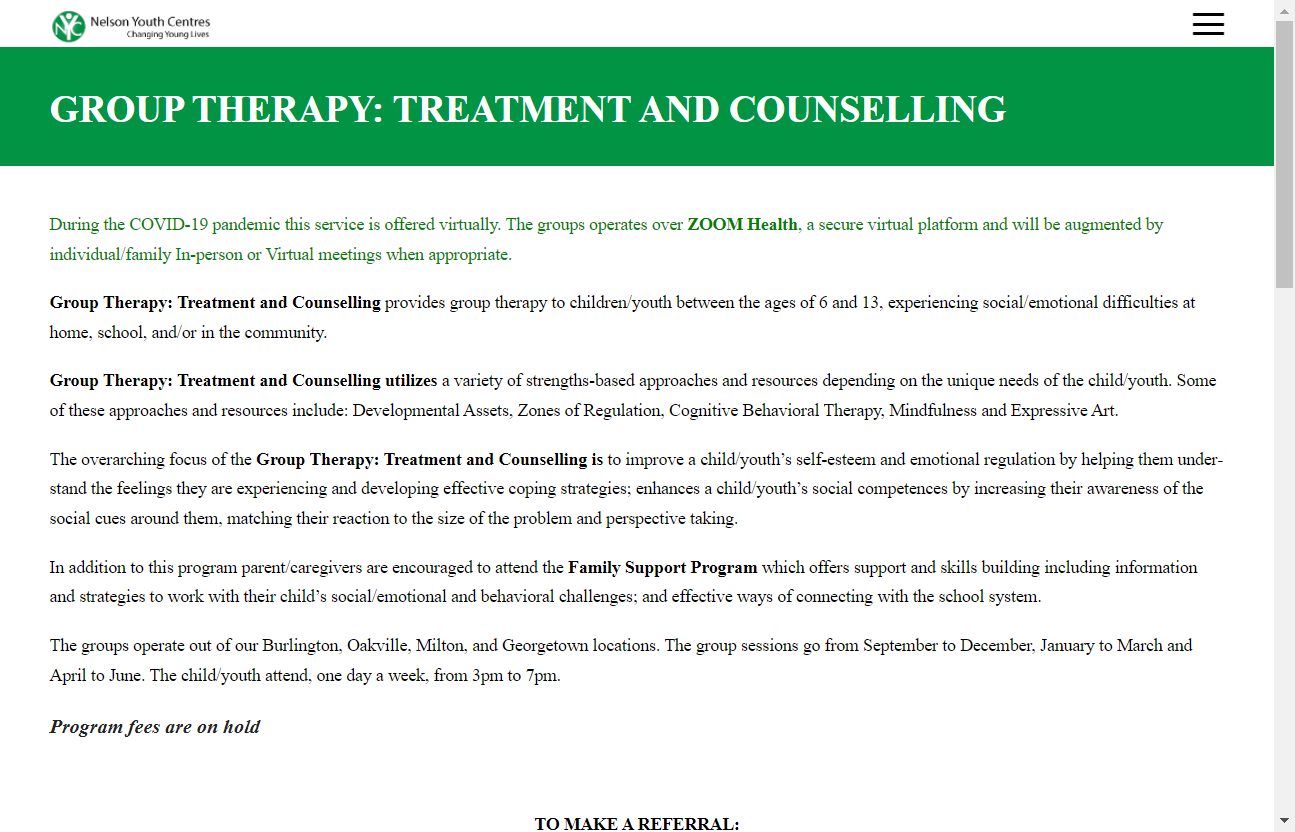 Nelson Youth Centres
Changing Young Lives
GROUP THERAPY: TREATMENT AND COUNSELLING
During the COVID-19 pandemic this service is offered virtually. The groups operates over ZOOM Health, a secure virtual platform and will be augmented by
individual/family In-person or Virtual meetings when appropriate.
Group Therapy: Treatment and Counselling provides group therapy to children/youth between the ages of 6 and 13, experiencing social/emotional difficulties at
home, school, and/or in the community.
Group Therapy: Treatment and Counselling utilizes a variety of strengths-based approaches and resources depending on the unique needs of the child/youth. Some
of these approaches and resources include: Developmental Assets, Zones of Regulation, Cognitive Behavioral Therapy, Mindfulness and Expressive Art.
The overarching focus of the Group Therapy: Treatment and Counselling is to improve a child/youth’s self-esteem and emotional regulation by helping them under-
stand the feelings they are experiencing and developing effective coping strategies; enhances a child/youth’s social competences by increasing their awareness of the
social cues around them, matching their reaction to the size of the problem and perspective taking.
In addition to this program parent/caregivers are encouraged to attend the Family Support Program which offers support and skills building including information
and strategies to work with their child’s social/emotional and behavioral challenges; and effective ways of connecting with the school system.
The groups operate out of our Burlington, Oakville, Milton, and Georgetown locations. The group sessions go from September to December, January to March and
April to June. The child/youth attend, one day a week, from 3pm to 7pm.
Program fees are on hold
TO MAKE A REFERRAL: